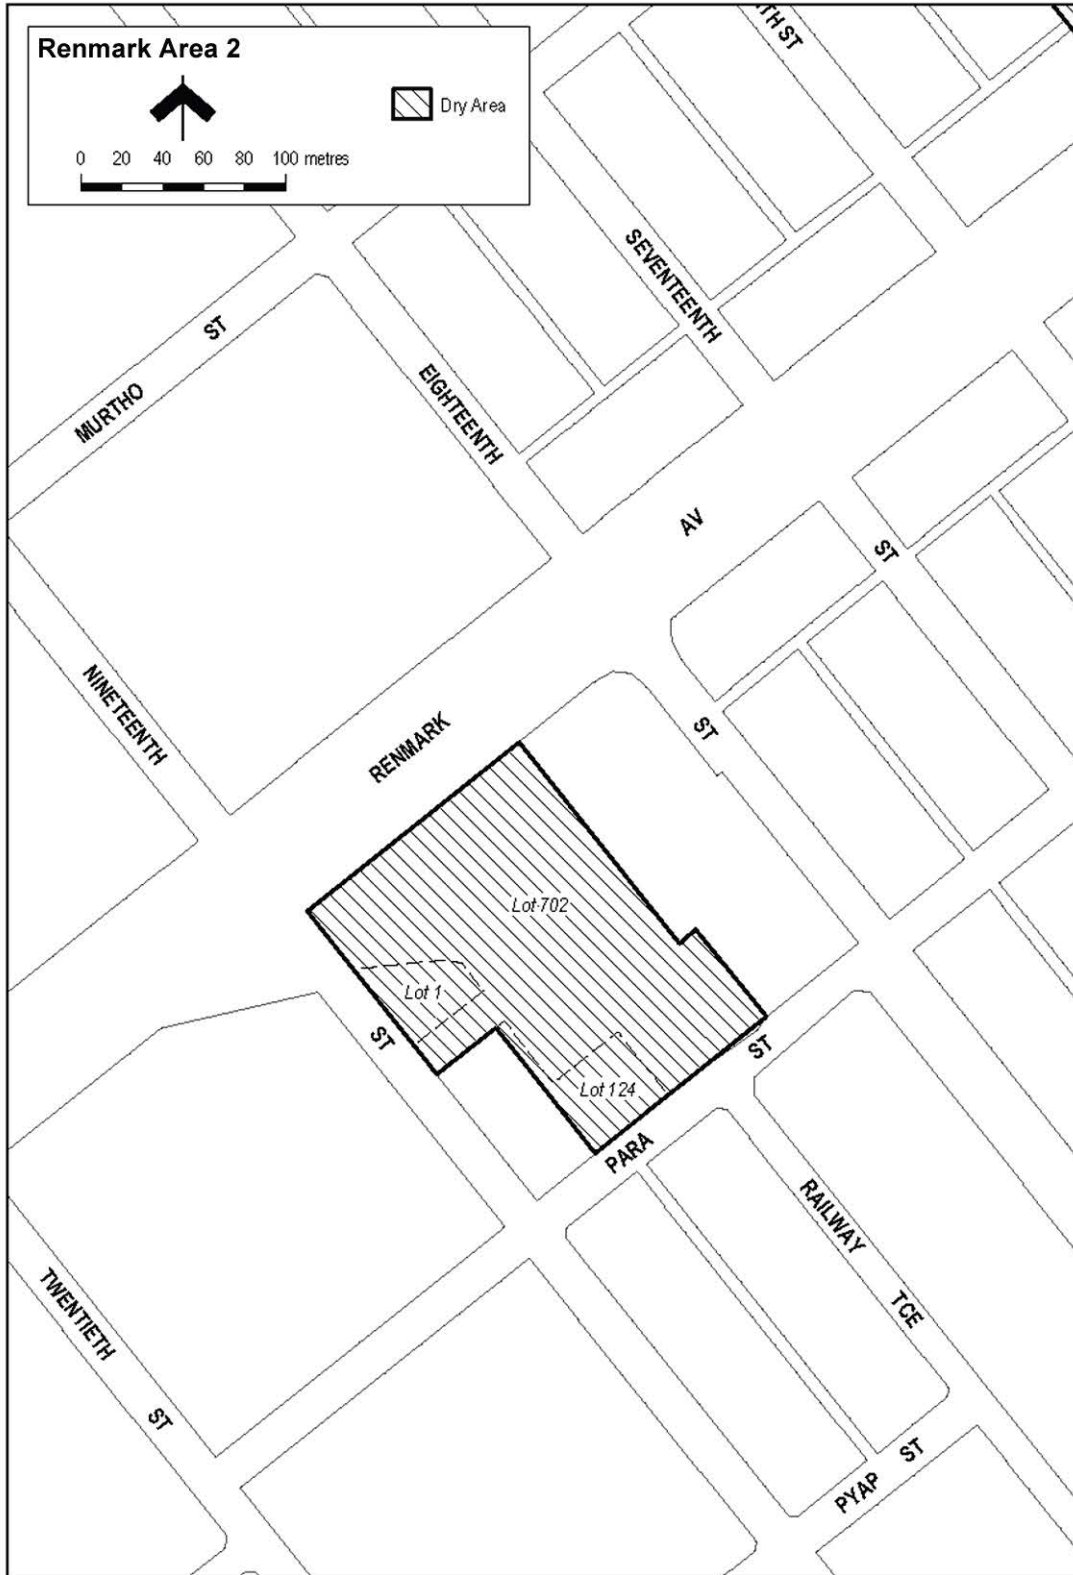 Renmark Area 2
Dry Area
0 20 40 60 80 100 metres
TH ST
SEVENTEENTH
ST
MURTHO
EIGHTEENTH
AV
ST
NINETEENTH
RENMARK
ST
Lot 702
Lot 1
ST
ST
Lot 124
PARA
RAILWAY
TCE
TWENTIETH
ST
PYAP
ST